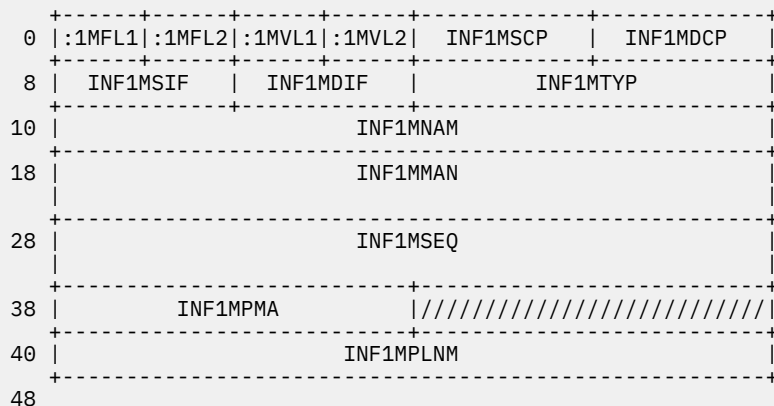 0 |:1MFL1|:1MFL2|:1MVL1|:1MVL2| INF1MSCP | INF1MDCP |
8 | INF1MSIF | INF1MDIF | INF1MTYP |
10 | INF1MNAM |
18 | INF1MMAN |
28 | INF1MSEQ |
38 | INF1MPMA |///////////////////////////|
40 | INF1MPLNM |
48